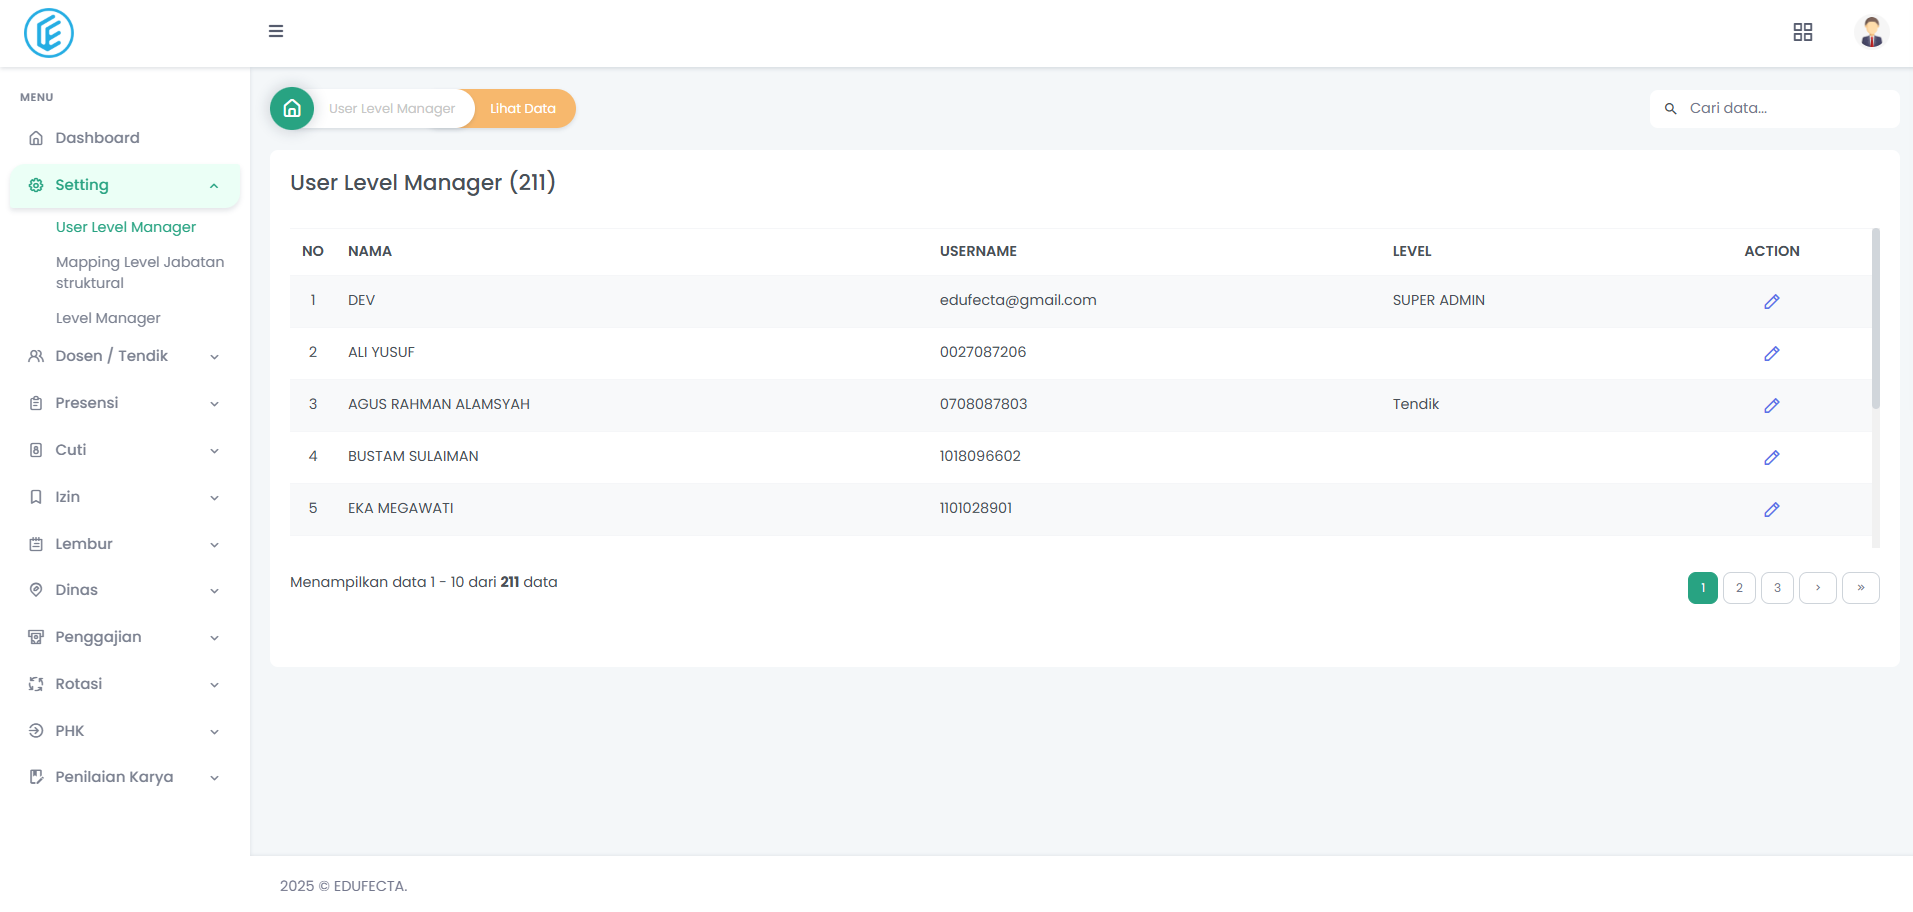 MENU
Dashboard
Setting
User Level Manager
Mapping Level Jabatan
struktural
Level Manager
Dosen / Tendik
Presensi
Cuti
Izin
Lembur
Dinas
Penggajian
Rotasi
PHK
Penilaian Karya
User Level Manager
Lihat Data
Cari data...
User Level Manager (211)
NO NAMA USERNAME LEVEL ACTION
1 DEV edufecta@gmail.com SUPER ADMIN
2 ALI YUSUF 0027087206
3 AGUS RAHMAN ALAMSYAH 0708087803 Tendik
4 BUSTAM SULAIMAN 1018096602
5 EKA MEGAWATI 1101028901
Menampilkan data 1 - 10 dari 211 data
1 2 3 › »
2025 © EDUFECTA.